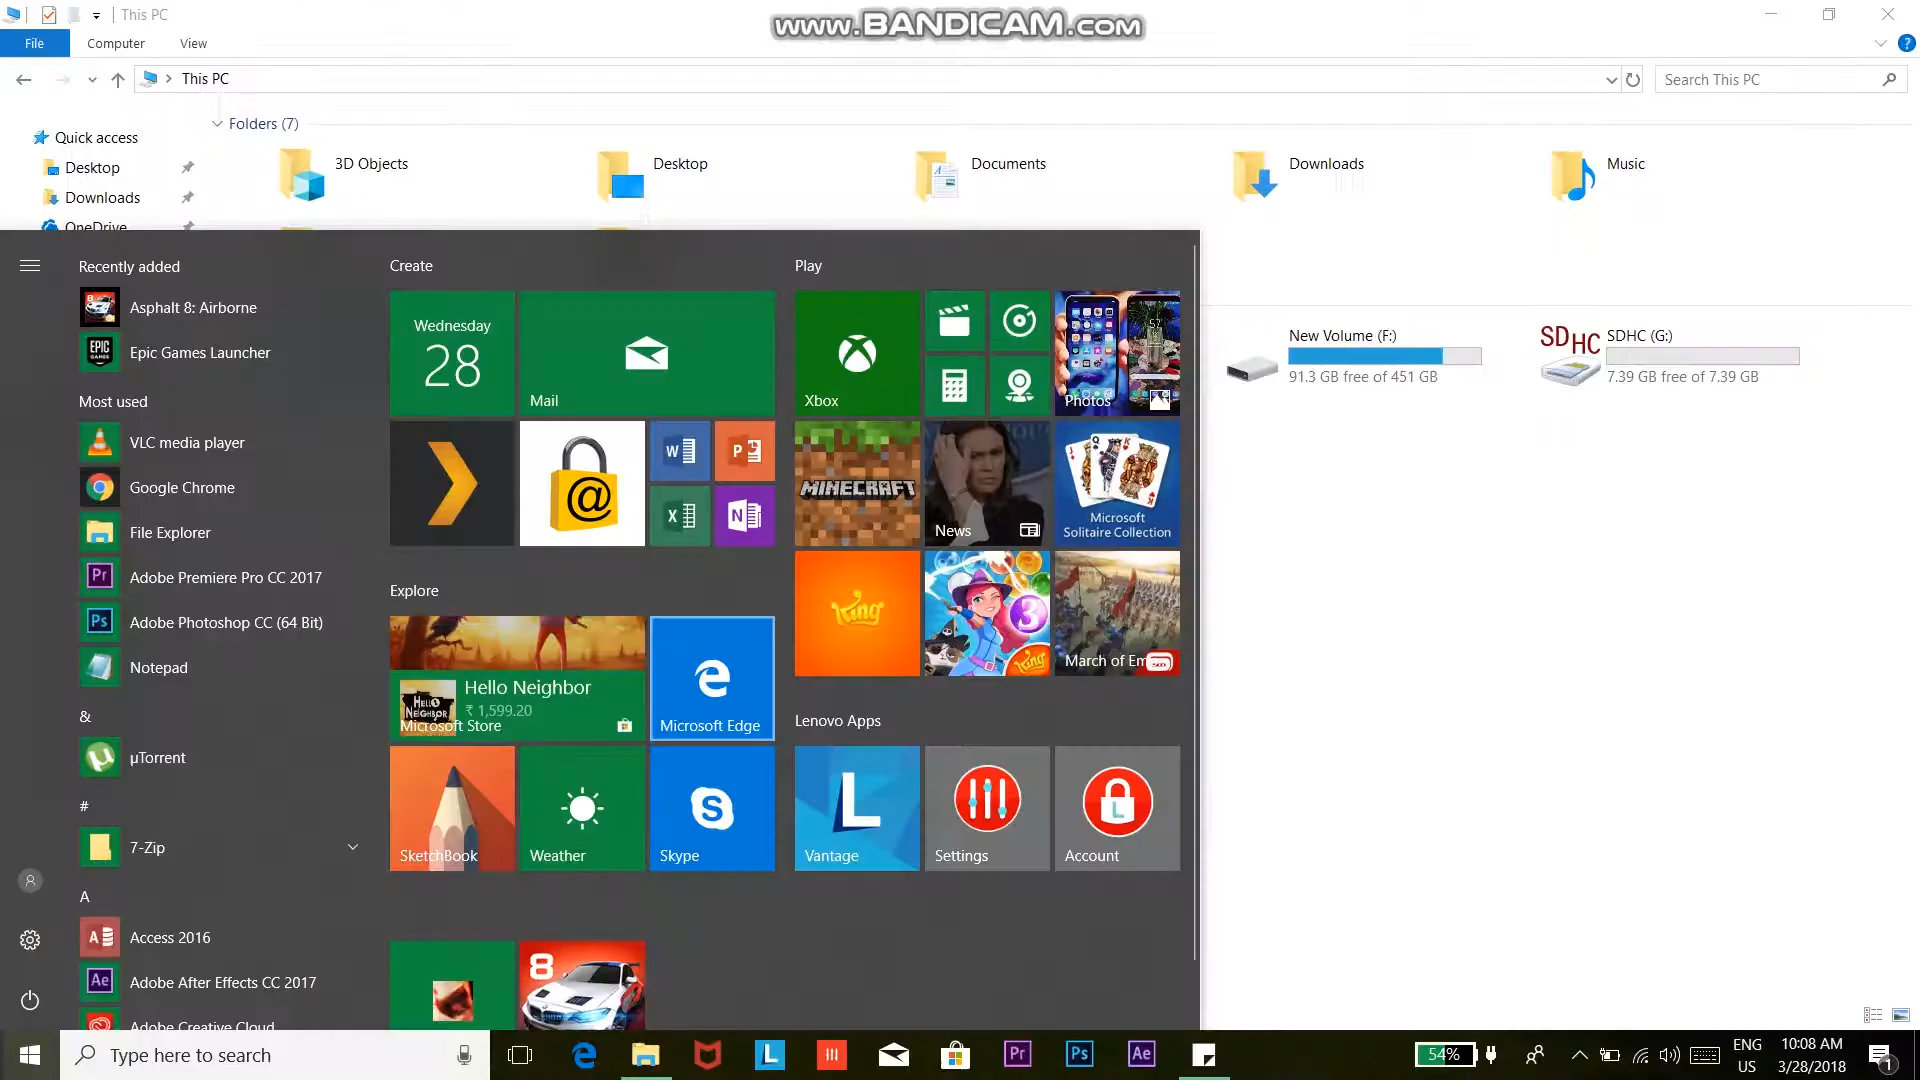 This PC
www.BANDICAM.com
File
Computer
View
This PC
Search This PC
Quick access
Desktop
Downloads
OneDrive
Folders (7)
3D Objects
Desktop
Documents
Downloads
Music
New Volume (F:)
91.3 GB free of 451 GB
SDHC
SDHC (G:)
7.39 GB free of 7.39 GB
Recently added
Asphalt 8: Airborne
Epic Games Launcher
Most used
VLC media player
Google Chrome
File Explorer
Adobe Premiere Pro CC 2017
Adobe Photoshop CC (64 Bit)
Notepad
&
µTorrent
#
7-Zip
A
Access 2016
Adobe After Effects CC 2017
Adobe Creative Cloud
Create
Wednesday
28
Mail
Explore
Hello Neighbor
₹ 1,599.20
HELLO NEIGHBOR
Microsoft Store
Microsoft Edge
SketchBook
Weather
Skype
8
Play
Xbox
Photos
MINECRAFT
News
Microsoft
Solitaire Collection
King
3
King
March of Em
Lenovo Apps
Vantage
Settings
Account
Type here to search
54%
ENG
US
10:08 AM
3/28/2018
1